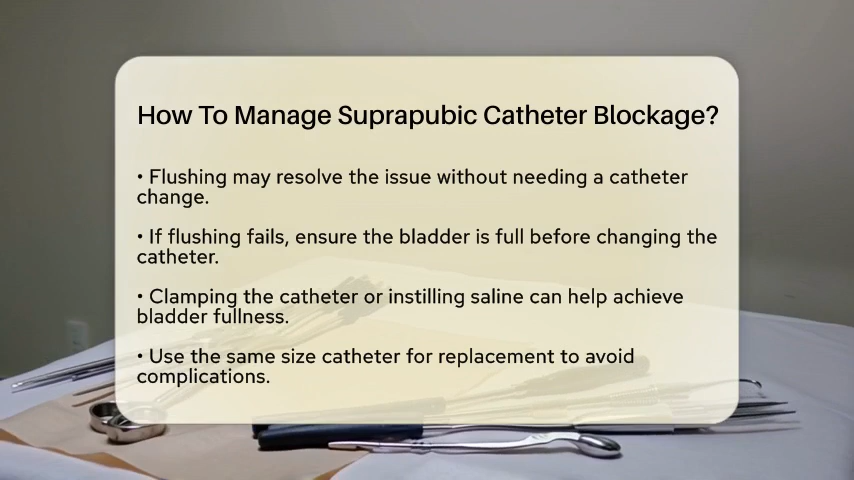 How To Manage Suprapubic Catheter Blockage?
• Flushing may resolve the issue without needing a catheter
change.
• If flushing fails, ensure the bladder is full before changing the
catheter.
• Clamping the catheter or instilling saline can help achieve
bladder fullness.
• Use the same size catheter for replacement to avoid
complications.